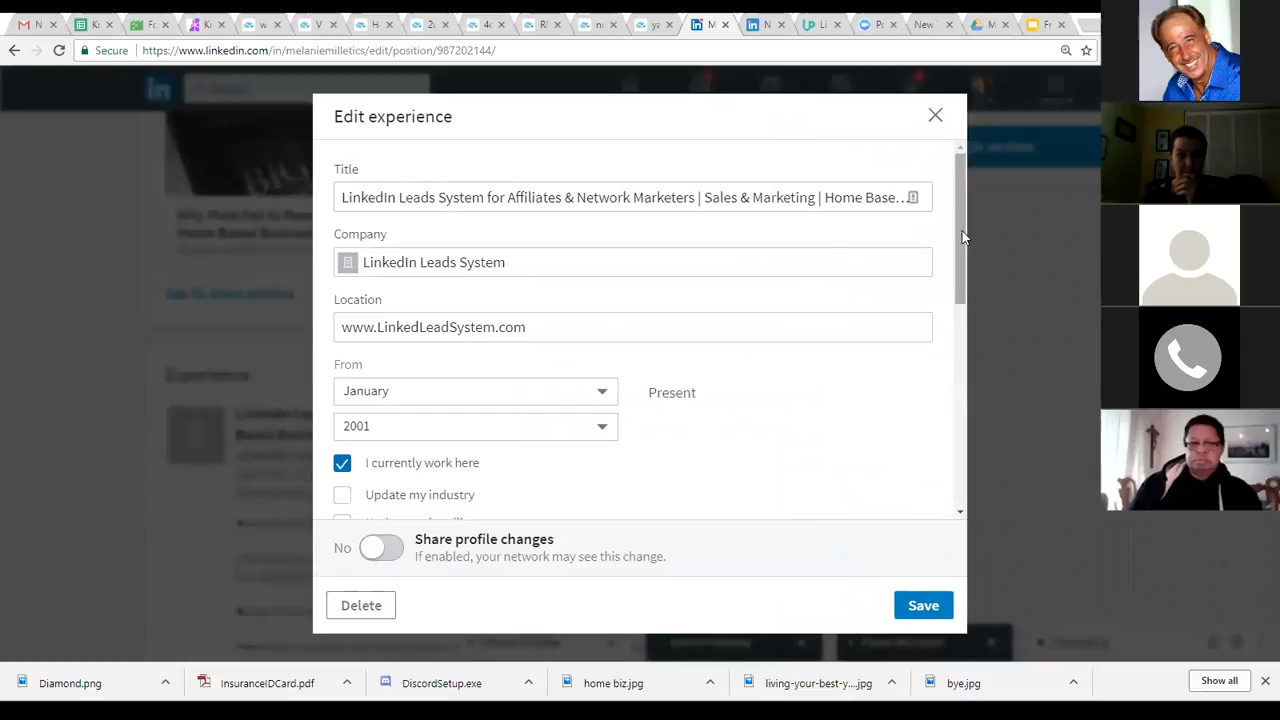 Secure
https://www.linkedin.com/in/melaniemilletics/edit/position/987202144/
Edit experience
Title
LinkedIn Leads System for Affiliates & Network Marketers | Sales & Marketing | Home Base...
Company
LinkedIn Leads System
Location
www.LinkedLeadSystem.com
From
January
Present
2001
I currently work here
Update my industry
No
Share profile changes
If enabled, your network may see this change.
Delete
Save
Diamond.png
InsuranceIDCard.pdf
DiscordSetup.exe
home biz.jpg
living-your-best-y....jpg
bye.jpg
Show all